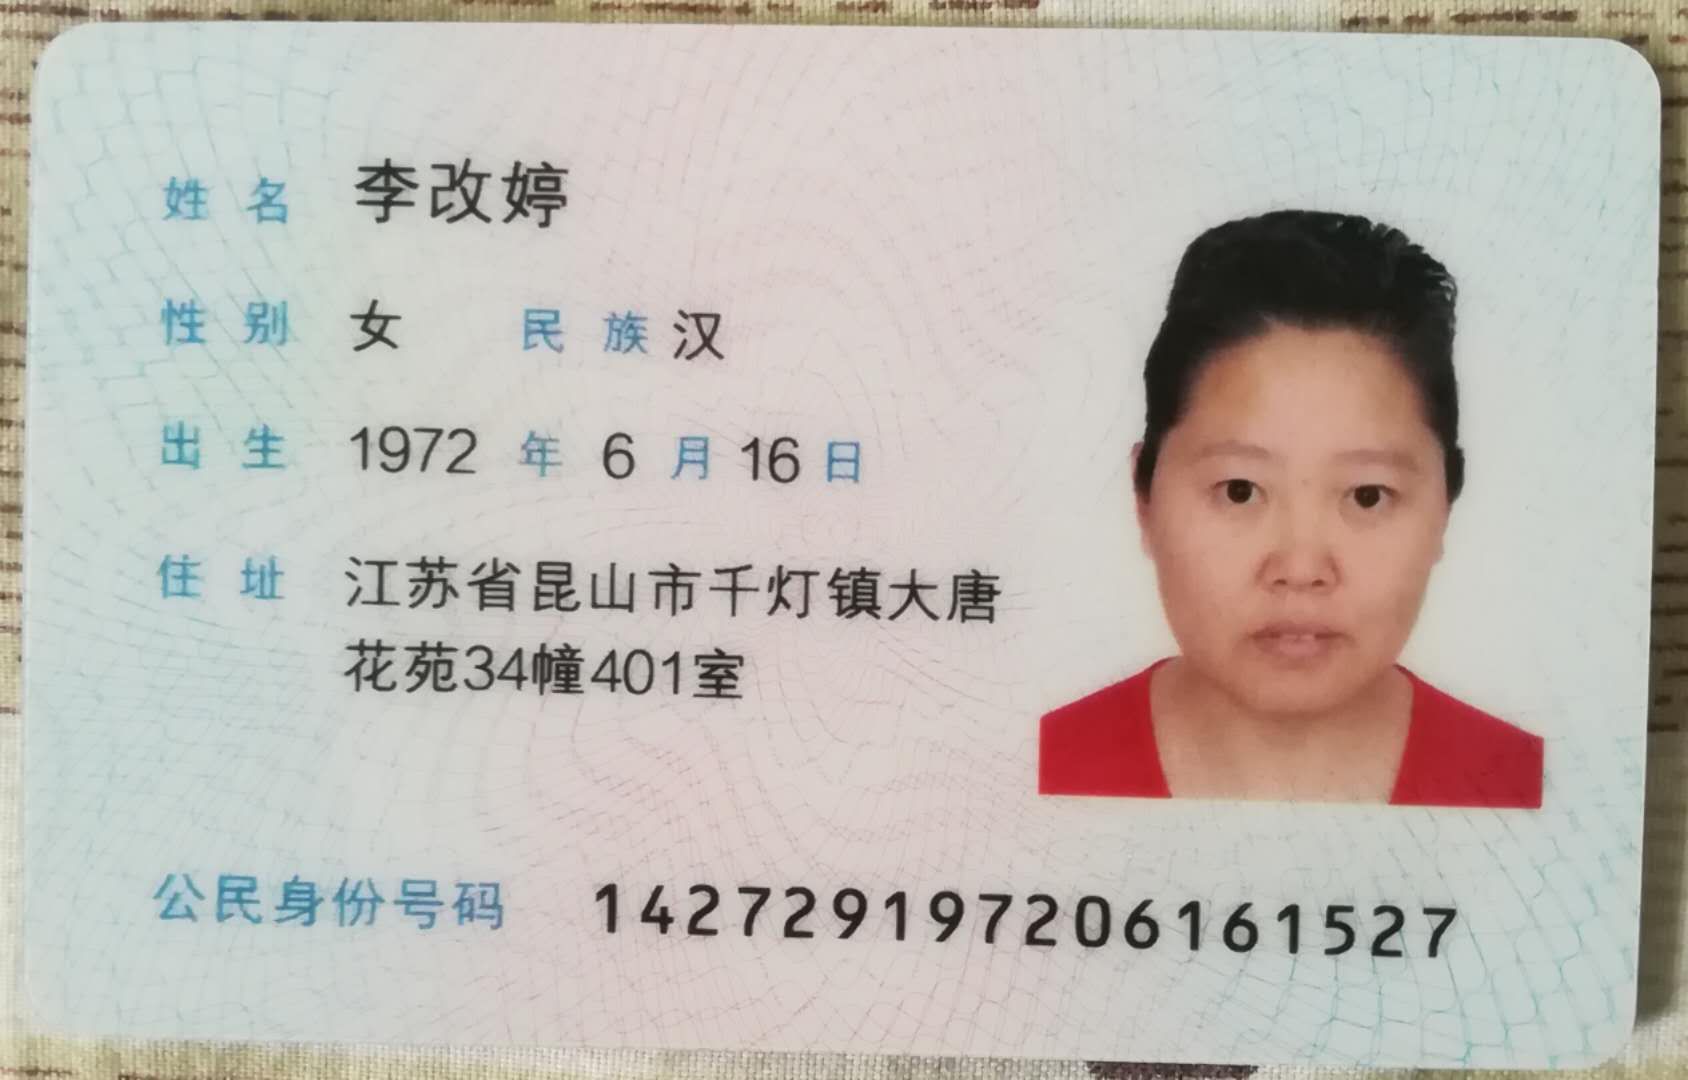 姓名 李改婷
性别 女 民族 汉
出生 1972 年 6 月 16 日
住址 江苏省昆山市千灯镇大唐
花苑34幢401室
公民身份号码 142729197206161527